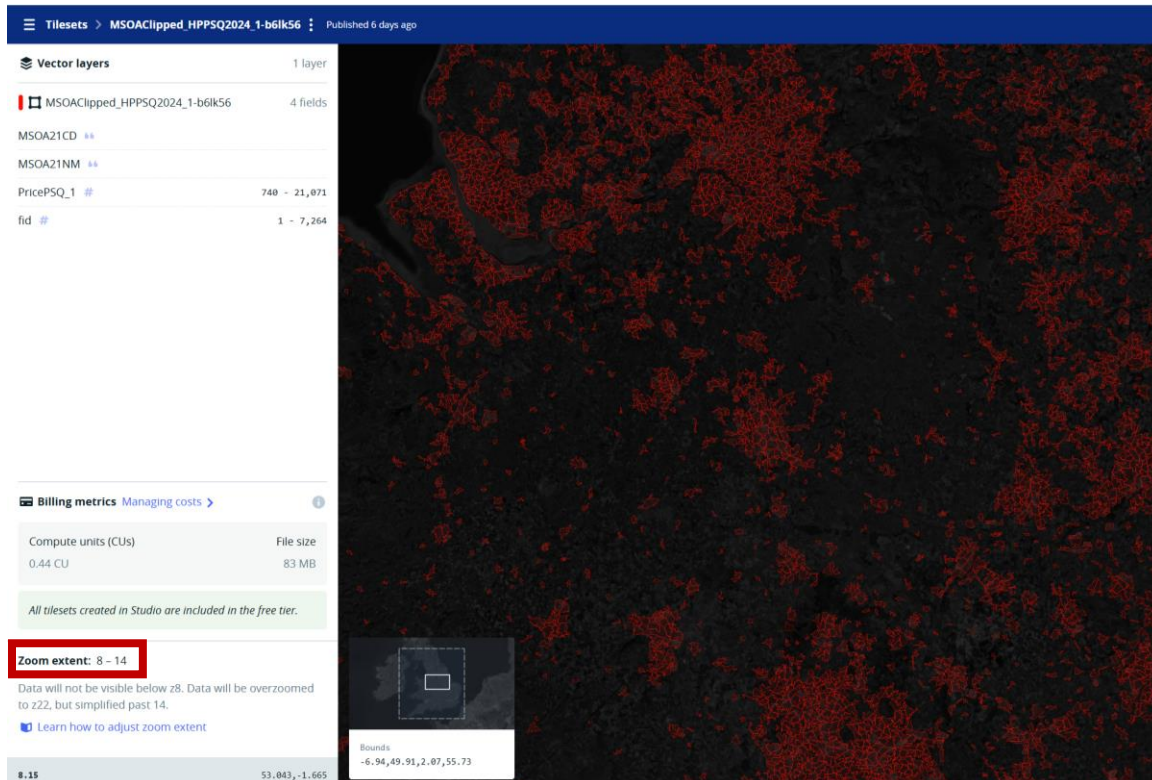 Tilesets > MSOAClipped_HPPSQ2024_1-b6lk56 Published 6 days ago
Vector layers 1 layer
MSOAClipped_HPPSQ2024_1-b6lk56 4 fields
MSOA21CD
MSOA21NM
PricePSQ_1 # 740 - 21,071
fid # 1 - 7,264
Billing metrics Managing costs >
Compute units (CUs) File size
0.44 CU 83 MB
All tilesets created in Studio are included in the free tier.
Zoom extent: 8 – 14
Data will not be visible below z8. Data will be overzoomed
to z22, but simplified past 14.
Learn how to adjust zoom extent
8.15 53.043,-1.665
Bounds
-6.94,49.91,2.07,55.73